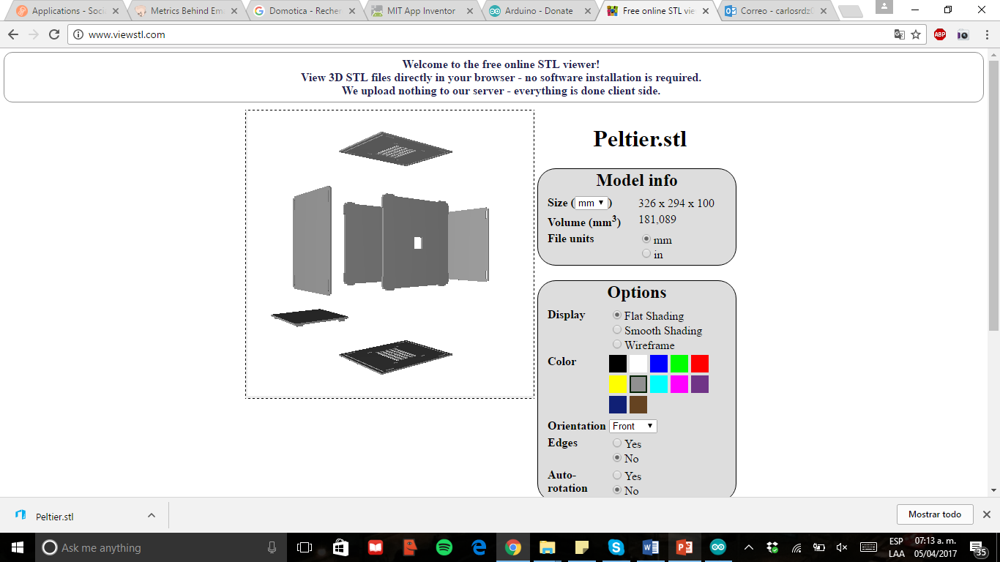 Applications - Socia
Metrics Behind Em
Domotica - Recher
MIT App Inventor
Arduino - Donate
Free online STL vie
Correo - carlosrdz
www.viewstl.com
ABP
Welcome to the free online STL viewer!
View 3D STL files directly in your browser - no software installation is required.
We upload nothing to our server - everything is done client side.
Peltier.stl
Model info
Size (mm) 326 x 294 x 100
Volume (mm3) 181,089
File units mm
in
Options
Display Flat Shading
Smooth Shading
Wireframe
Color
Orientation Front
Edges Yes
No
Auto-rotation Yes
No
Peltier.stl
Mostrar todo
Ask me anything
ESP 07:13 a. m.
LAA 05/04/2017
35